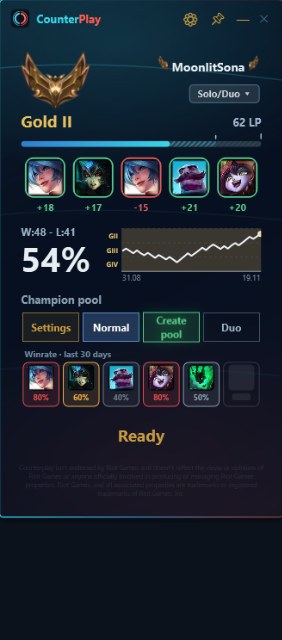 CounterPlay
MoonlitSona
Solo/Duo
Gold II
62 LP
+18 +17 -15 +21 +20
W:48 - L:41
54%
GII
GIII
GIV
31.08 19.11
Champion pool
Settings Normal Create pool Duo
Winrate - last 30 days
80% 60% 40% 80% 50%
Ready